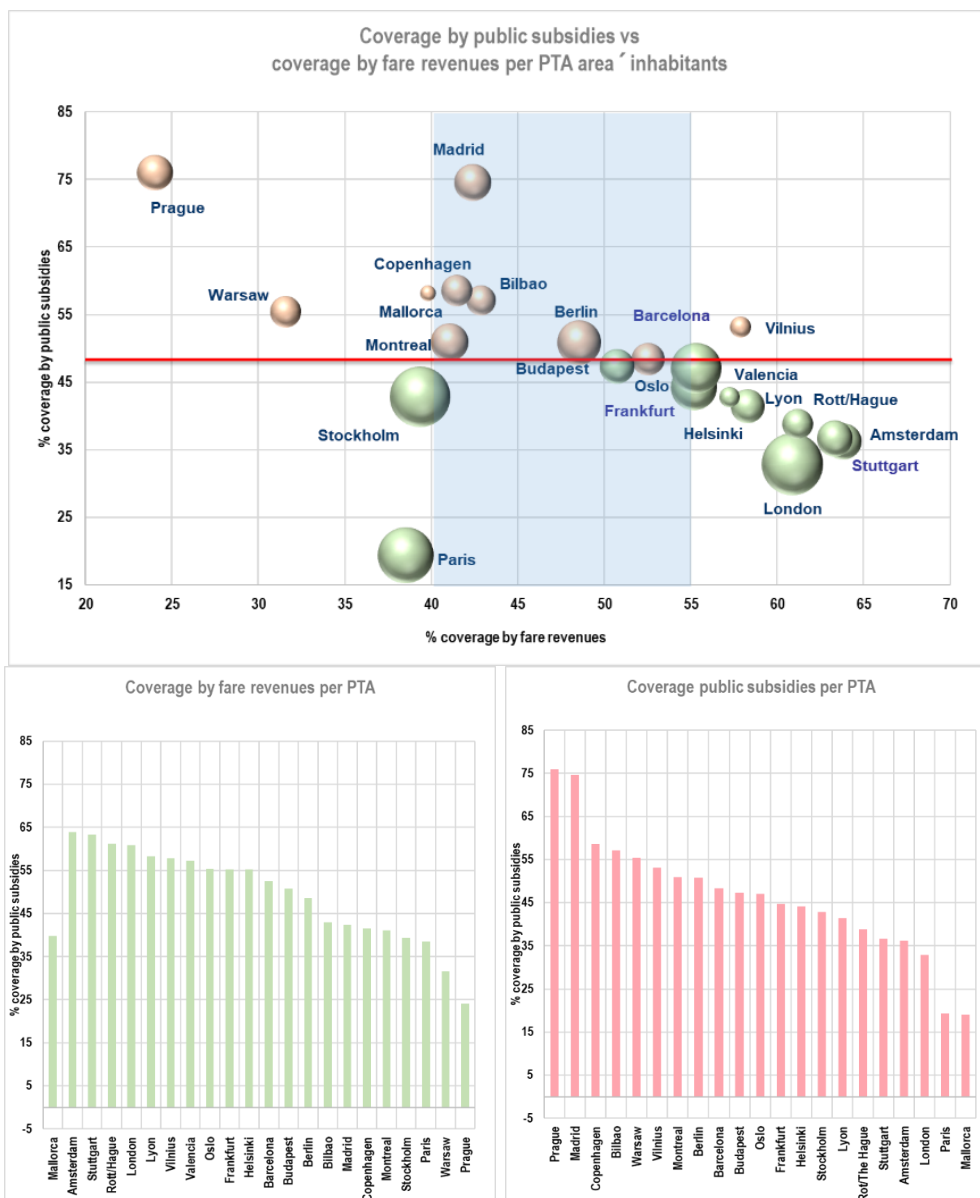 Coverage by public subsidies vs
coverage by fare revenues per PTA area´ inhabitants
85
75
65
55
45
35
25
15
% coverage by public subsidies
Madrid
Prague
Copenhagen
Bilbao
Warsaw
Mallorca
Berlin
Barcelona
Vilnius
Montreal
Budapest
Valencia
Oslo
Lyon
Rott/Hague
Frankfurt
Stockholm
Helsinki
Amsterdam
Stuttgart
London
Paris
20
25
30
35
40
45
50
55
60
65
70
% coverage by fare revenues
Coverage by fare revenues per PTA
85
75
65
55
45
35
25
15
5
-5
% coverage by public subsidies
Mallorca
Amsterdam
Stuttgart
Rott/Hague
London
Lyon
Vilnius
Valencia
Oslo
Frankfurt
Helsinki
Barcelona
Budapest
Berlin
Bilbao
Madrid
Copenhagen
Montreal
Stockholm
Paris
Warsaw
Prague
Coverage public subsidies per PTA
85
75
65
55
45
35
25
15
5
-5
% coverage by public subsidies
Prague
Madrid
Copenhagen
Bilbao
Warsaw
Vilnius
Montreal
Berlin
Barcelona
Budapest
Oslo
Frankfurt
Helsinki
Stockholm
Lyon
Rot/The Hague
Stuttgart
Amsterdam
London
Paris
Mallorca